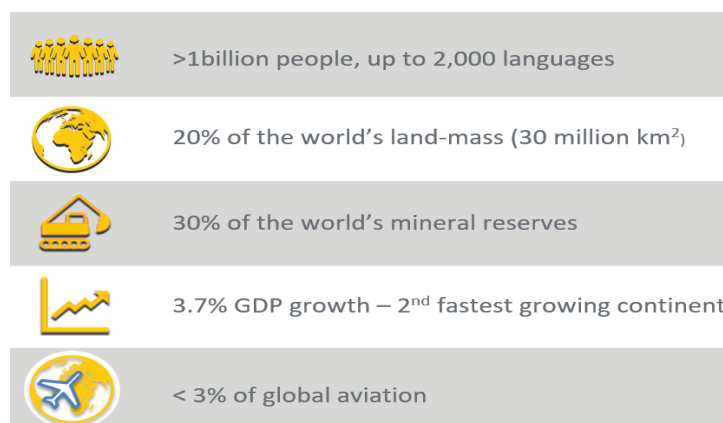 >1billion people, up to 2,000 languages
20% of the world’s land-mass (30 million km²)
30% of the world’s mineral reserves
3.7% GDP growth – 2nd fastest growing continent
< 3% of global aviation